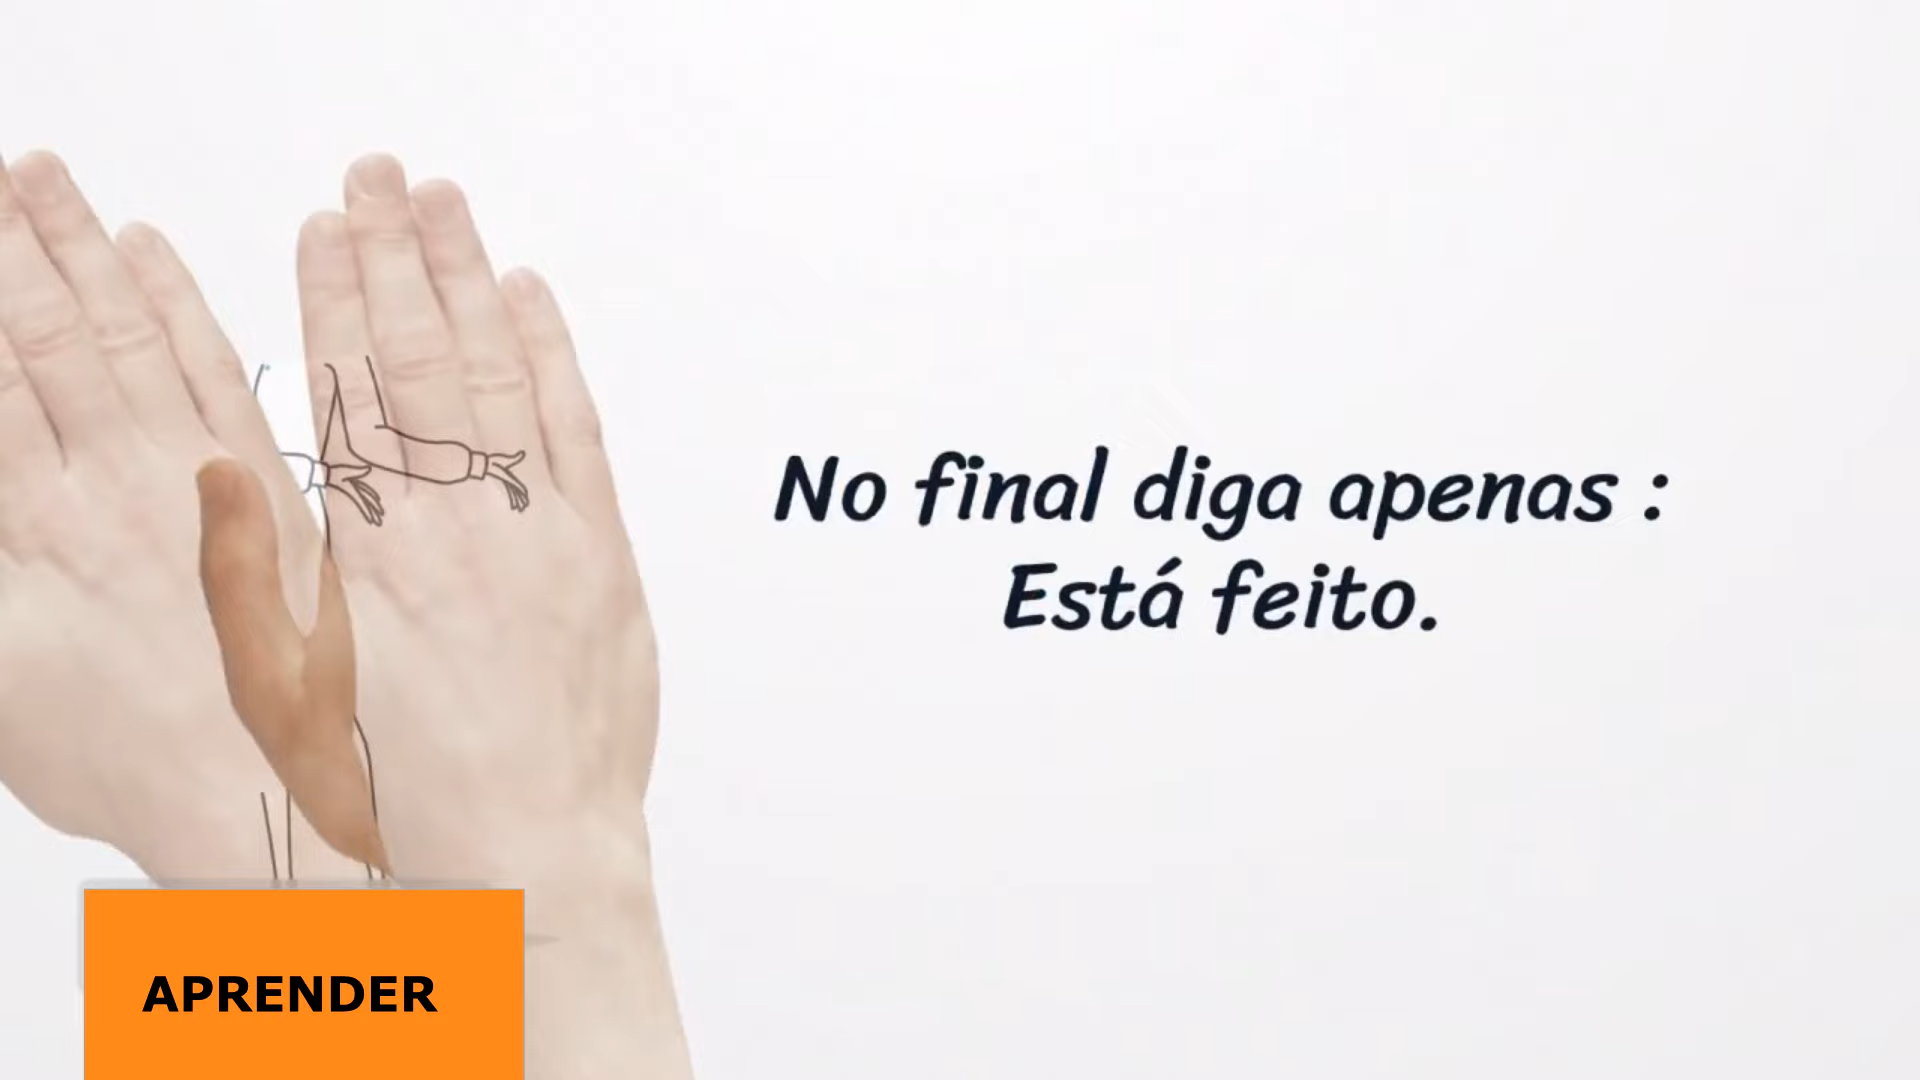 No final diga apenas :
Está feito.
APRENDER